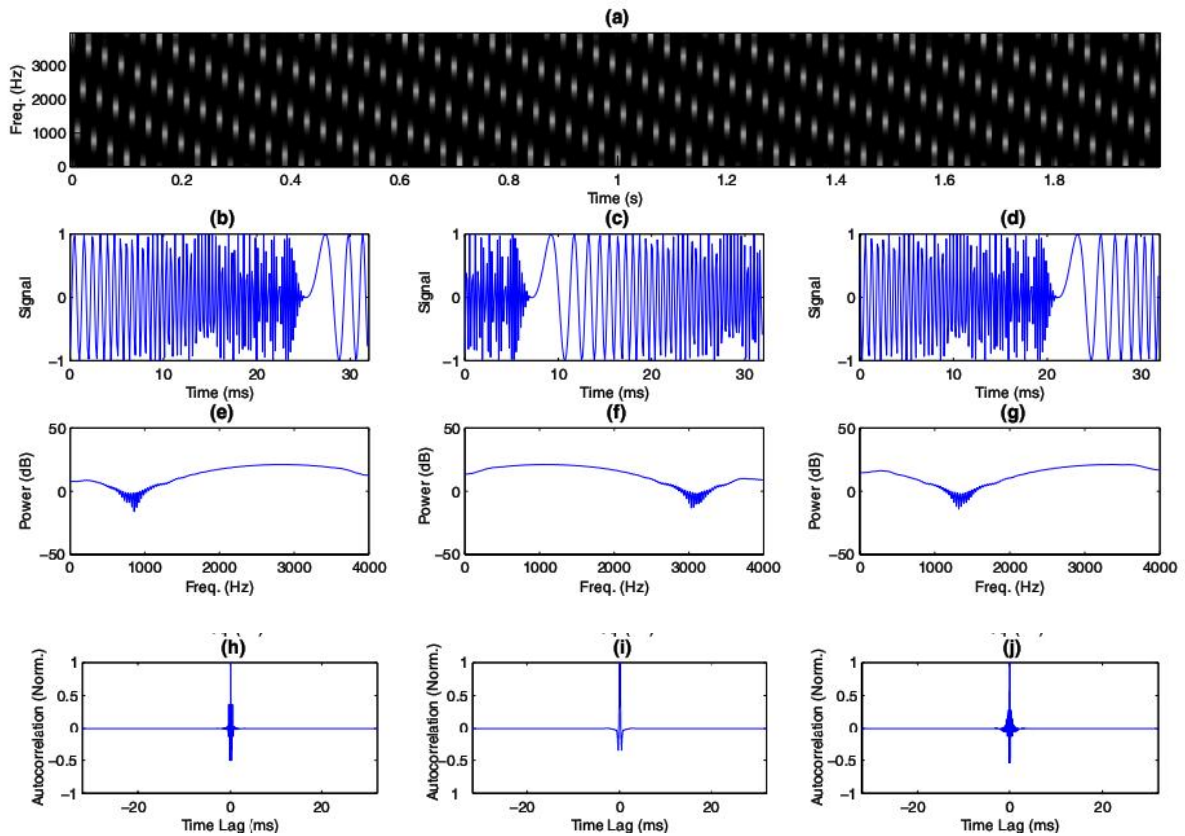 (a)
Freq. (Hz)
3000
2000
1000
0
0 0.2 0.4 0.6 0.8 1 1.2 1.4 1.6 1.8
Time (s)
(b) (c) (d)
Signal Signal Signal
1 1 1
0 0 0
−1 −1 −1
0 10 20 30 0 10 20 30 0 10 20 30
Time (ms) Time (ms) Time (ms)
(e) (f) (g)
Power (dB) Power (dB) Power (dB)
50 50 50
0 0 0
−50 −50 −50
0 1000 2000 3000 4000 0 1000 2000 3000 4000 0 1000 2000 3000 4000
Freq. (Hz) Freq. (Hz) Freq. (Hz)
(h) (i) (j)
Autocorrelation (Norm.) Autocorrelation (Norm.) Autocorrelation (Norm.)
1 1 1
0.5 0.5 0.5
0 0 0
−0.5 −0.5 −0.5
−1 −1 −1
−20 0 20 −20 0 20 −20 0 20
Time Lag (ms) Time Lag (ms) Time Lag (ms)